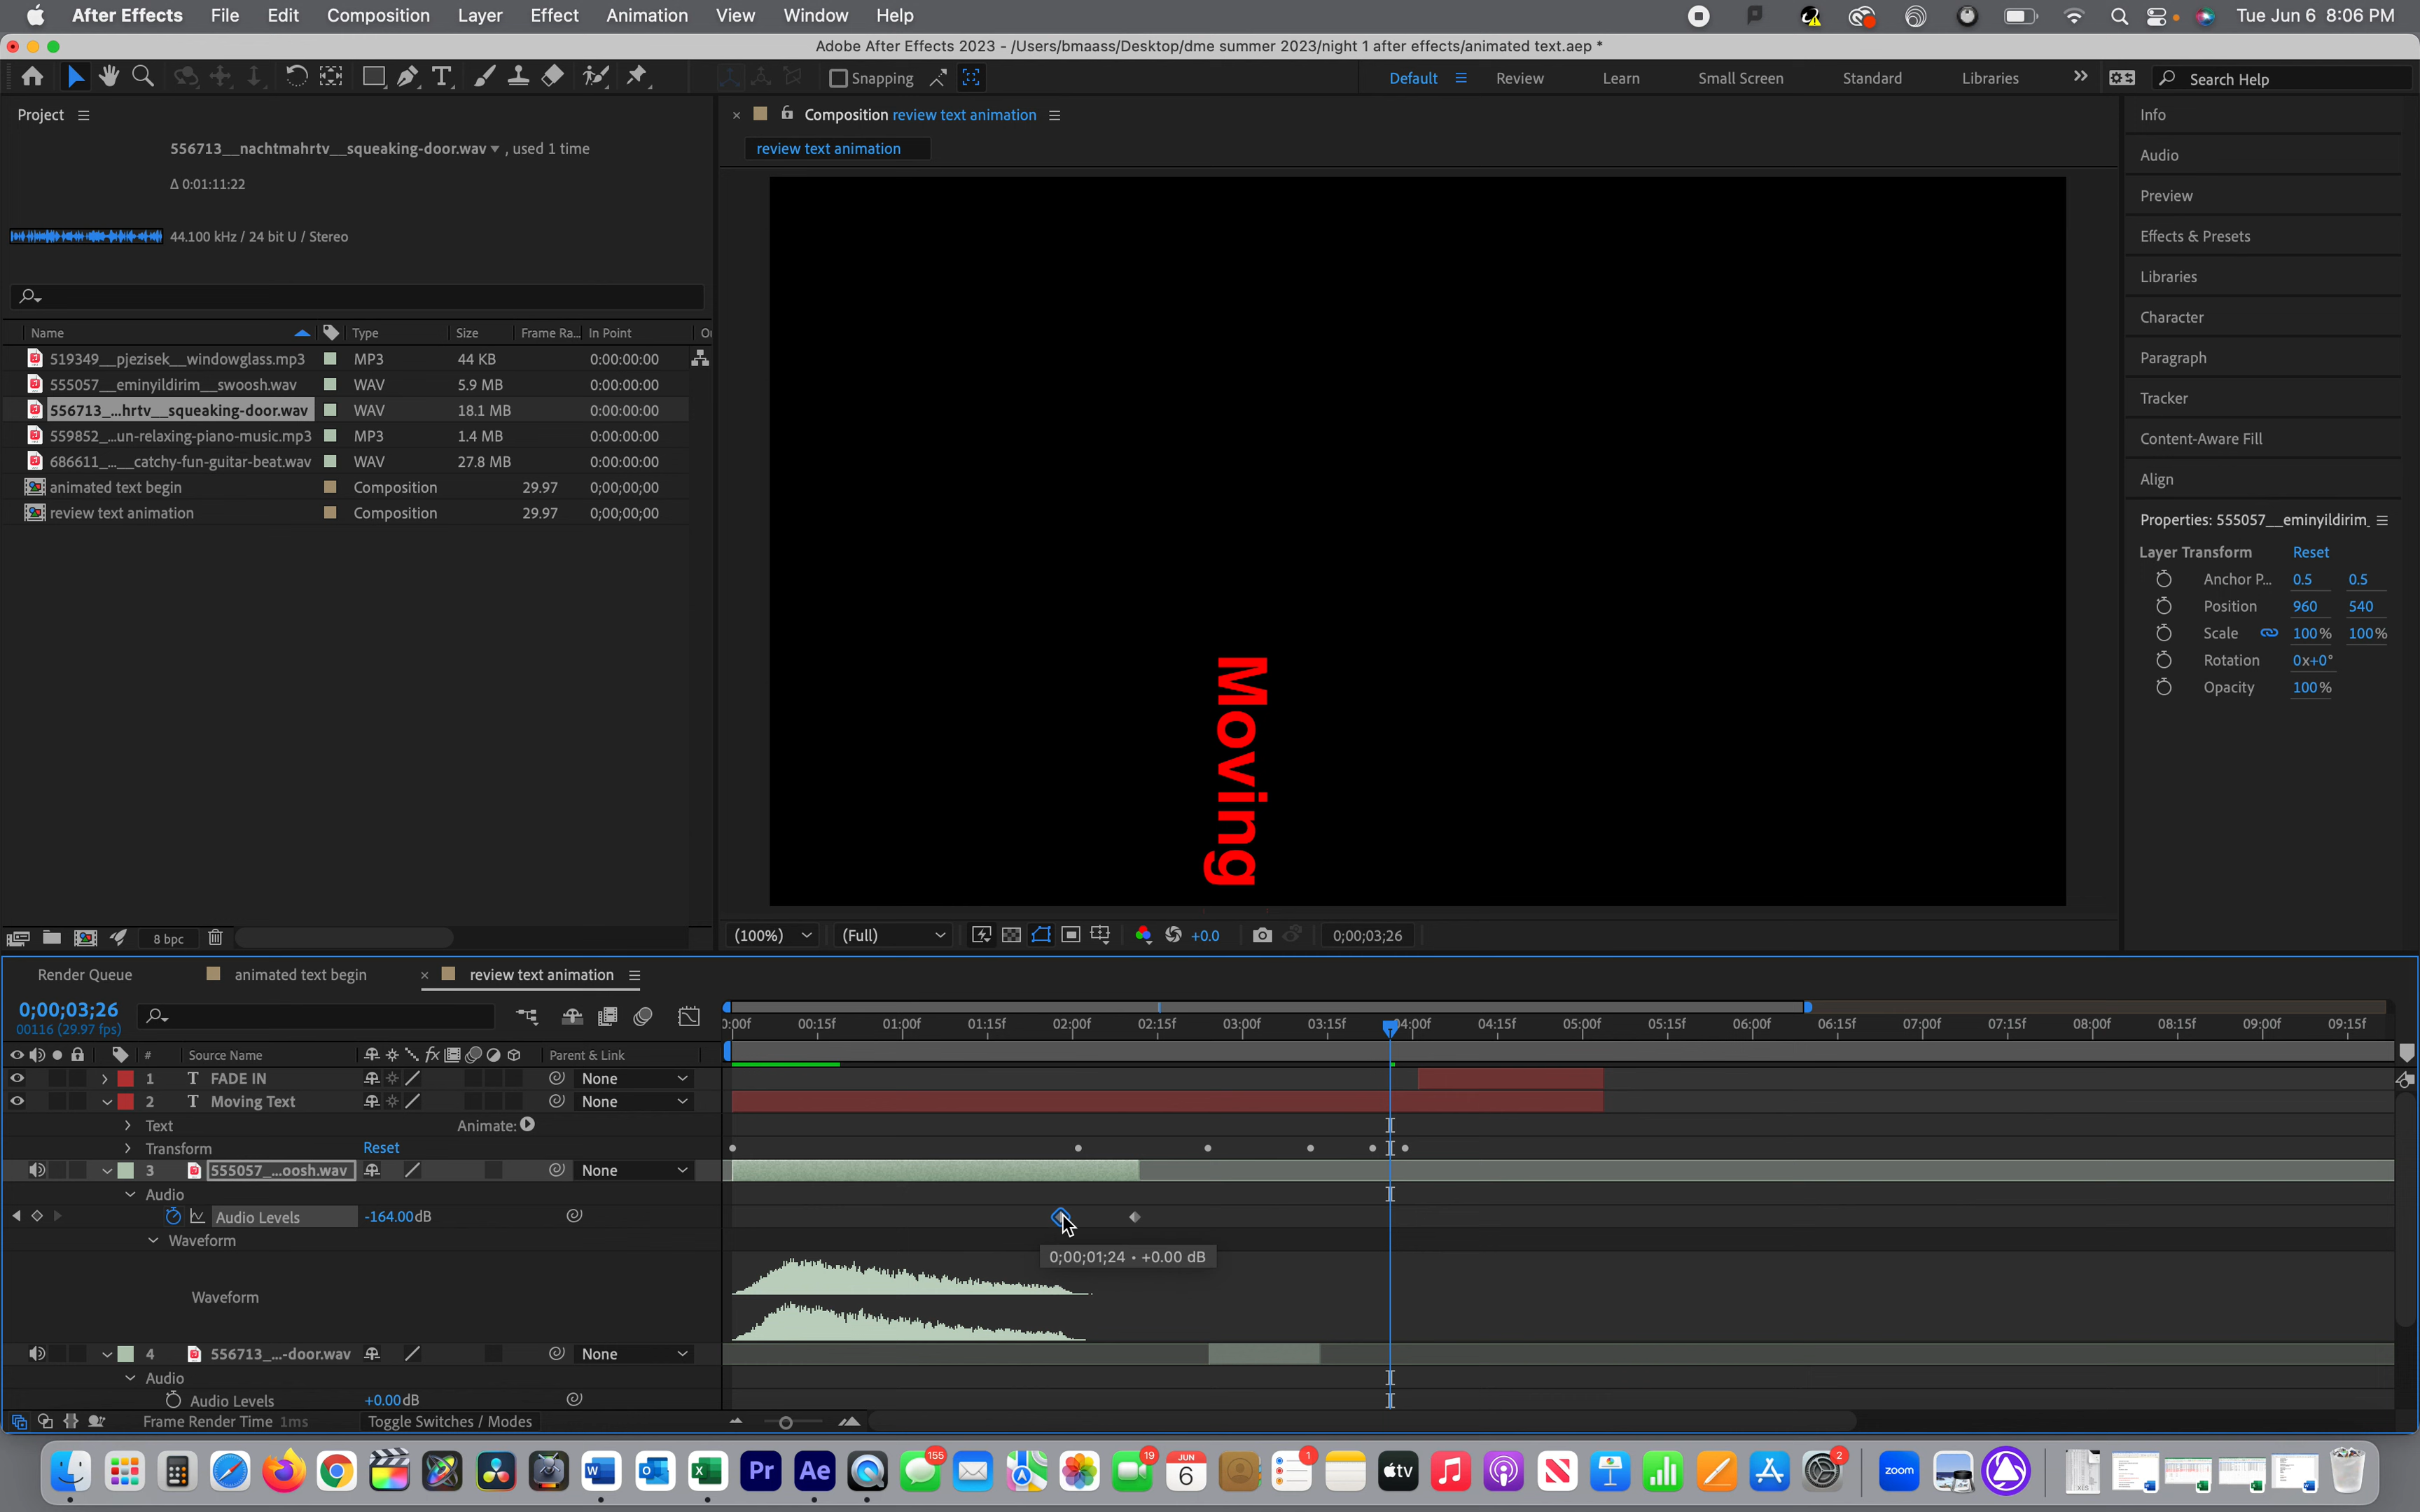 After Effects File Edit Composition Layer Effect Animation View Window Help Tue Jun 6 8:06 PM
Adobe After Effects 2023 - /Users/bmaass/Desktop/dme summer 2023/night 1 after effects/animated text.aep *
Snapping Default Review Learn Small Screen Standard Libraries Search Help
Project
556713__nachtmahrtv__squeaking-door.wav , used 1 time
Δ 0:01:11:22
44.100 kHz / 24 bit U / Stereo
Name Type Size Frame Ra... In Point
519349__pjezisek__windowglass.mp3 MP3 44 KB 0:00:00:00
555057__eminyildirim__swoosh.wav WAV 5.9 MB 0:00:00:00
556713_...hrtv__squeaking-door.wav WAV 18.1 MB 0:00:00:00
559852_...un-relaxing-piano-music.mp3 MP3 1.4 MB 0:00:00:00
686611_...__catchy-fun-guitar-beat.wav WAV 27.8 MB 0:00:00:00
animated text begin Composition 29.97 0;00;00;00
review text animation Composition 29.97 0;00;00;00
8 bpc
Composition review text animation
review text animation
Moving
(100%) (Full) +0.0 0;00;03;26
Info
Audio
Preview
Effects & Presets
Libraries
Character
Paragraph
Tracker
Content-Aware Fill
Align
Properties: 555057__eminyildirim_
Layer Transform Reset
Anchor P... 0.5 0.5
Position 960 540
Scale 100% 100%
Rotation 0x+0°
Opacity 100%
Render Queue animated text begin review text animation
0;00;03;26
00116 (29.97 fps)
0:00f 00:15f 01:00f 01:15f 02:00f 02:15f 03:00f 03:15f 04:00f 04:15f 05:00f 05:15f 06:00f 06:15f 07:00f 07:15f 08:00f 08:15f 09:00f 09:15f
# Source Name fx Parent & Link
1 T FADE IN None
2 T Moving Text None
Text Animate:
Transform Reset
3 555057_...oosh.wav None
Audio
Audio Levels -164.00dB
0;00;01;24 • +0.00 dB
Waveform
Waveform
4 556713_...-door.wav None
Audio
Audio Levels +0.00dB
Frame Render Time 1ms Toggle Switches / Modes
W X Pr Ae 155 19 JUN 6 1 tv 2 zoom